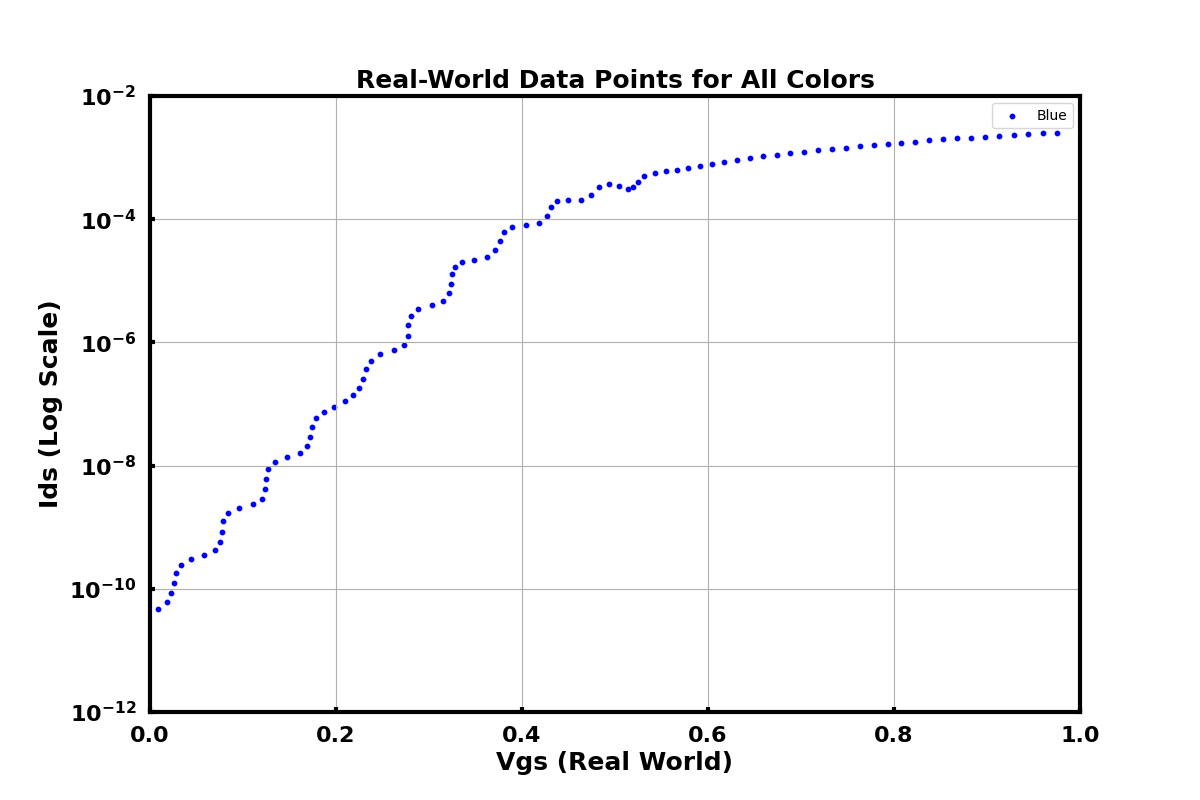 Real-World Data Points for All Colors
Blue
Ids (Log Scale)
10⁻²
10⁻⁴
10⁻⁶
10⁻⁸
10⁻¹⁰
10⁻¹²
0.0 0.2 0.4 0.6 0.8 1.0
Vgs (Real World)